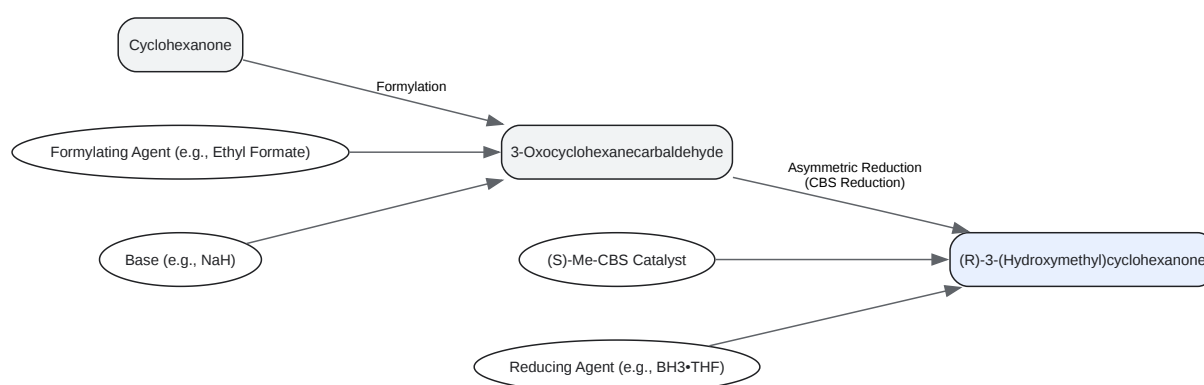 Cyclohexanone
Formylation
Formylating Agent (e.g., Ethyl Formate)
3-Oxocyclohexanecarbaldehyde
Asymmetric Reduction
(CBS Reduction)
Base (e.g., NaH)
(S)-Me-CBS Catalyst
(R)-3-(Hydroxymethyl)cyclohexanone
Reducing Agent (e.g., BH3•THF)